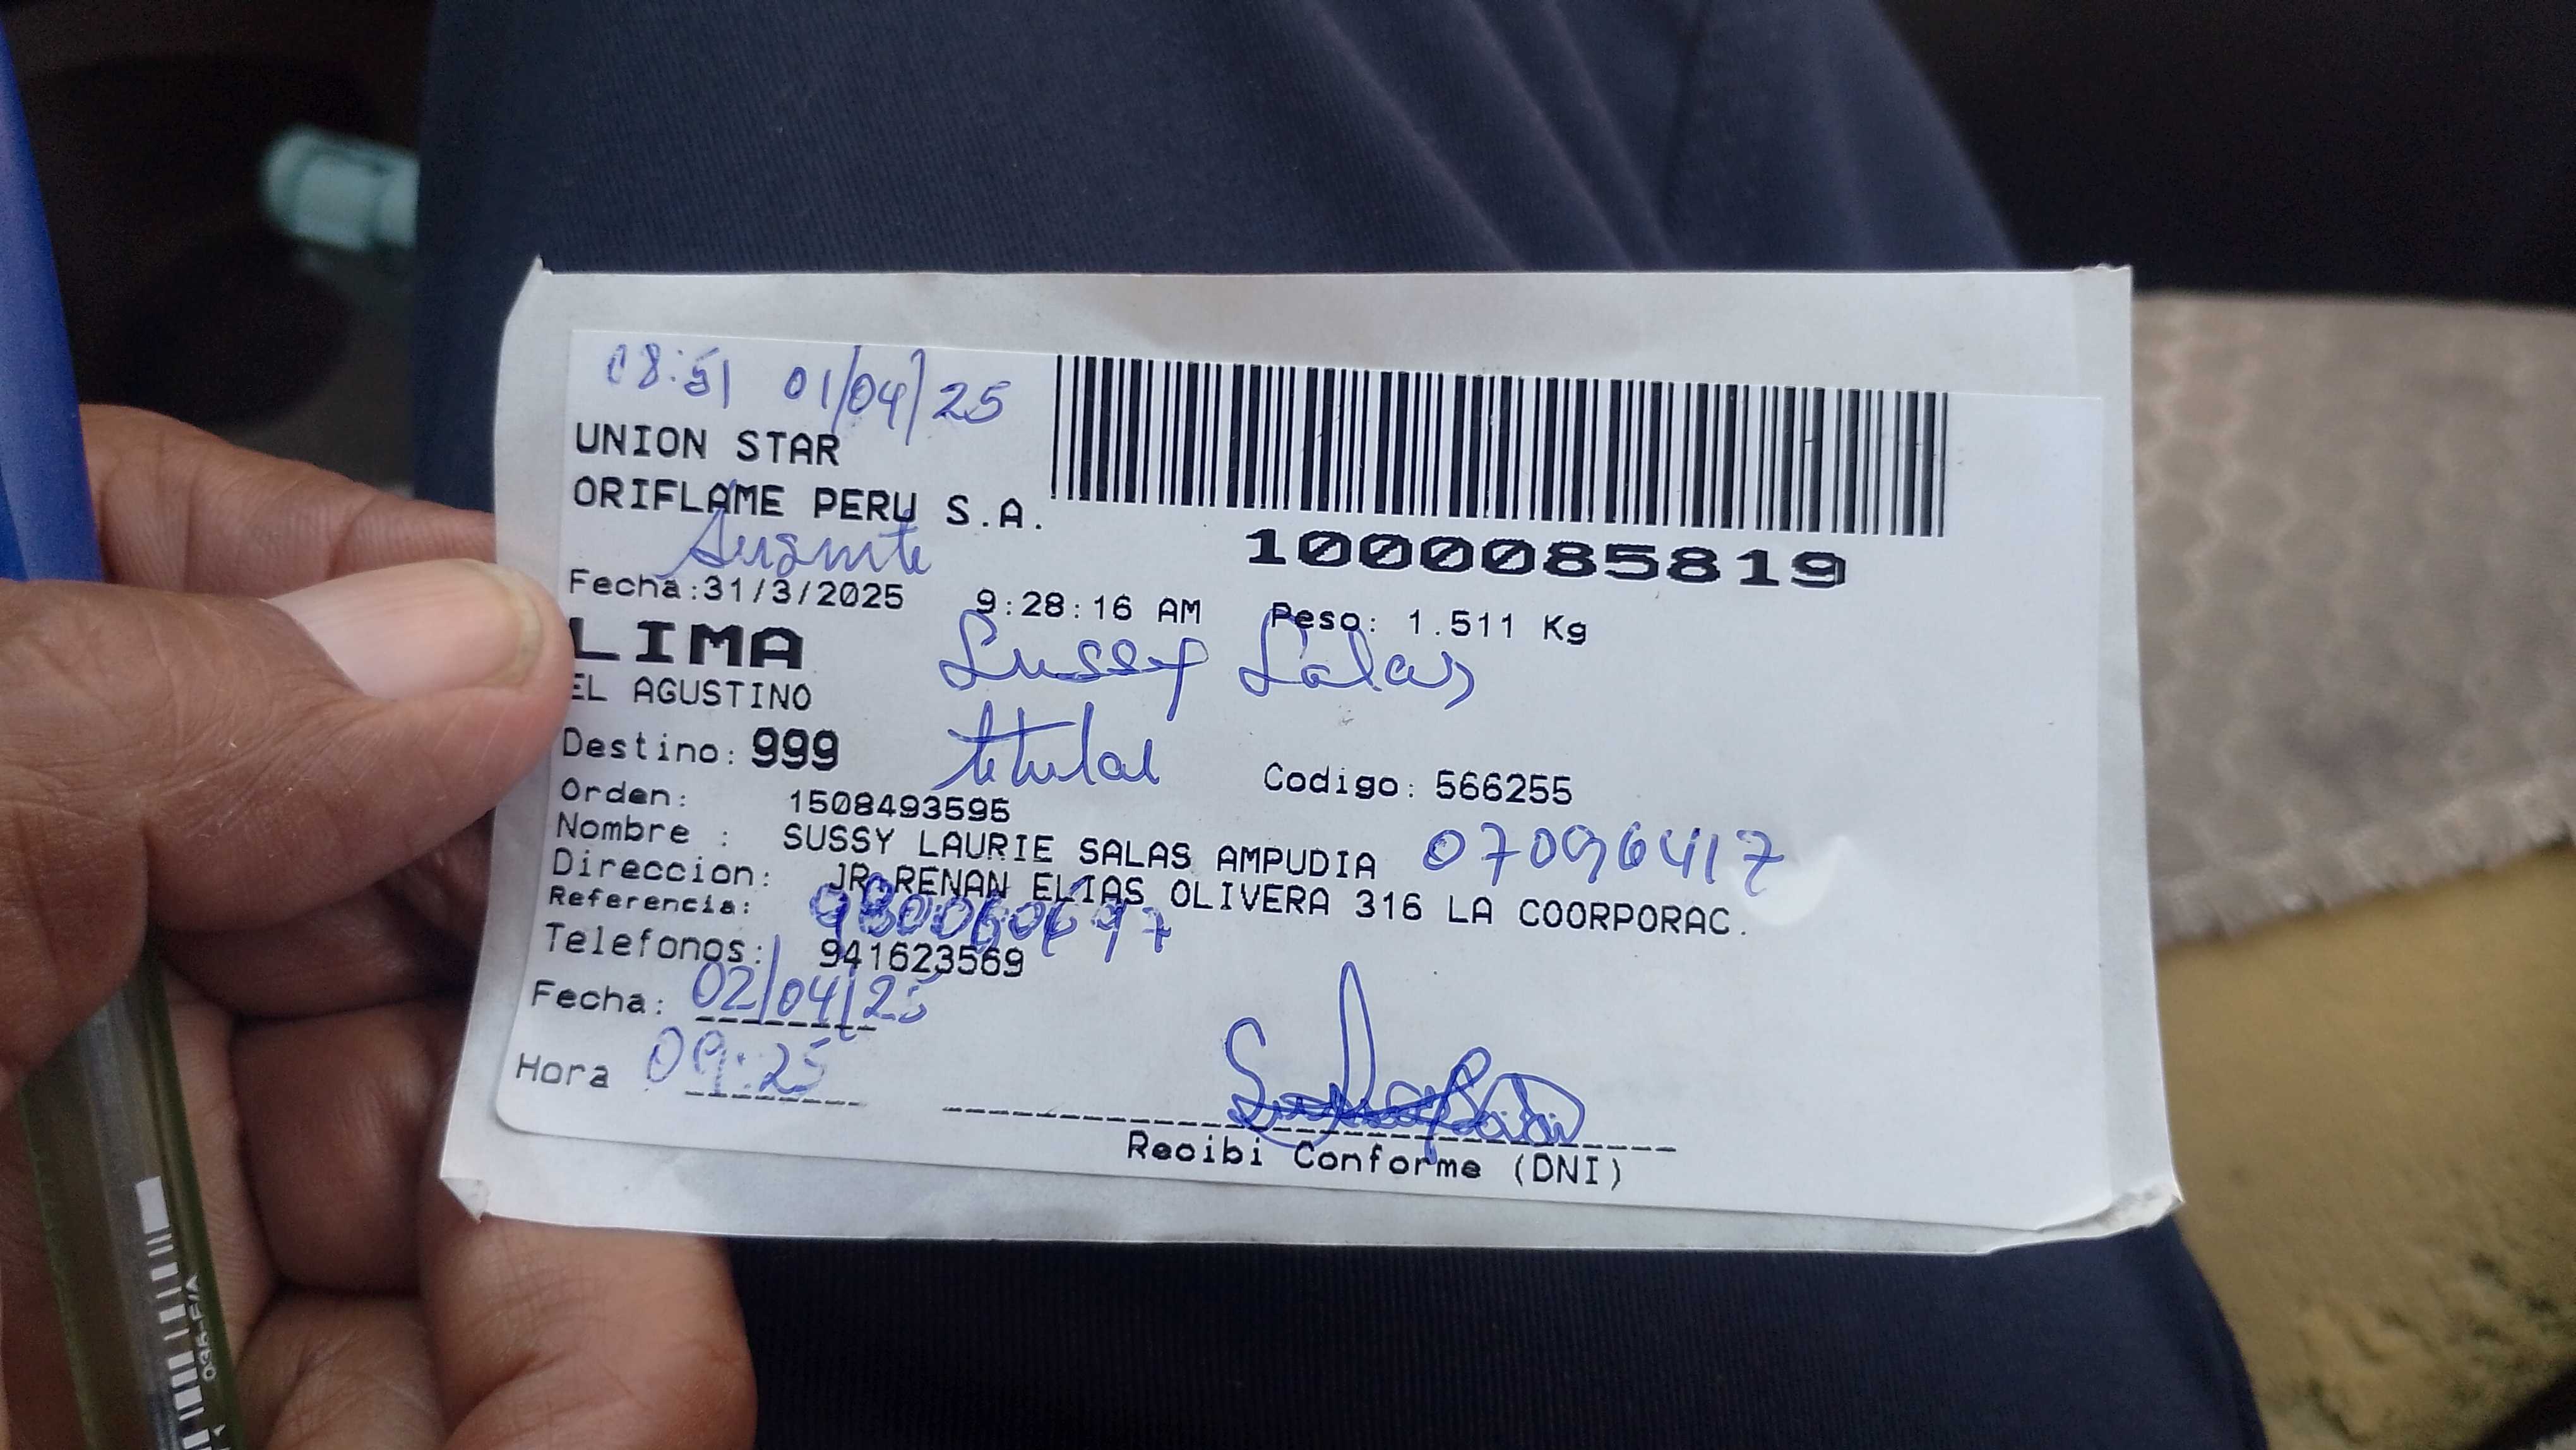 08:51 01/04/25
UNION STAR
ORIFLAME PERU S.A.
Ausente
1000085819
Fecha:31/3/2025 9:28:16 AM Peso: 1.511 Kg
LIMA
Sussy Salas
EL AGUSTINO
titular
Destino: 999
Codigo: 566255
Orden: 1508493595
Nombre : SUSSY LAURIE SALAS AMPUDIA 07096417
Direccion: JR.RENAN ELIAS OLIVERA 316 LA COORPORAC.
Referencia:
Telefonos: 941623569
Fecha: 02/04/25
Hora 09:25
Recibi Conforme (DNI)
035-F/A